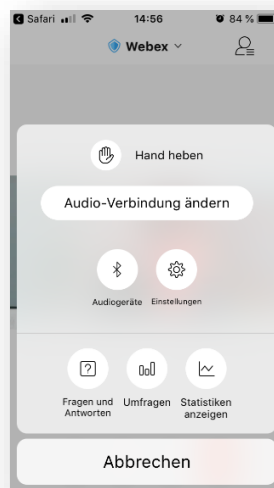 Safari 14:56 84 %
Webex
Hand heben
Audio-Verbindung ändern
Audiogeräte Einstellungen
Fragen und Umfragen Statistiken
Antworten anzeigen
Abbrechen